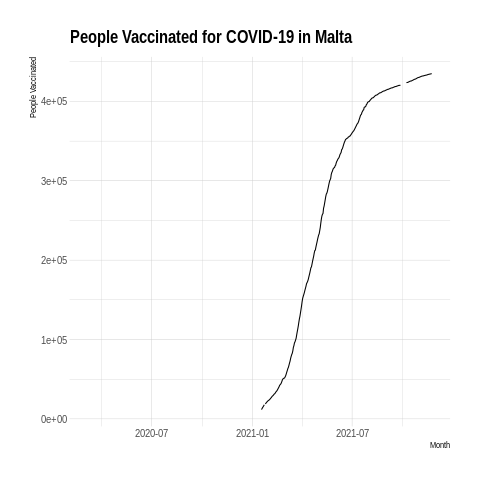 People Vaccinated for COVID-19 in Malta
People Vaccinated
4e+05
3e+05
2e+05
1e+05
0e+00
2020-07
2021-01
2021-07
Month